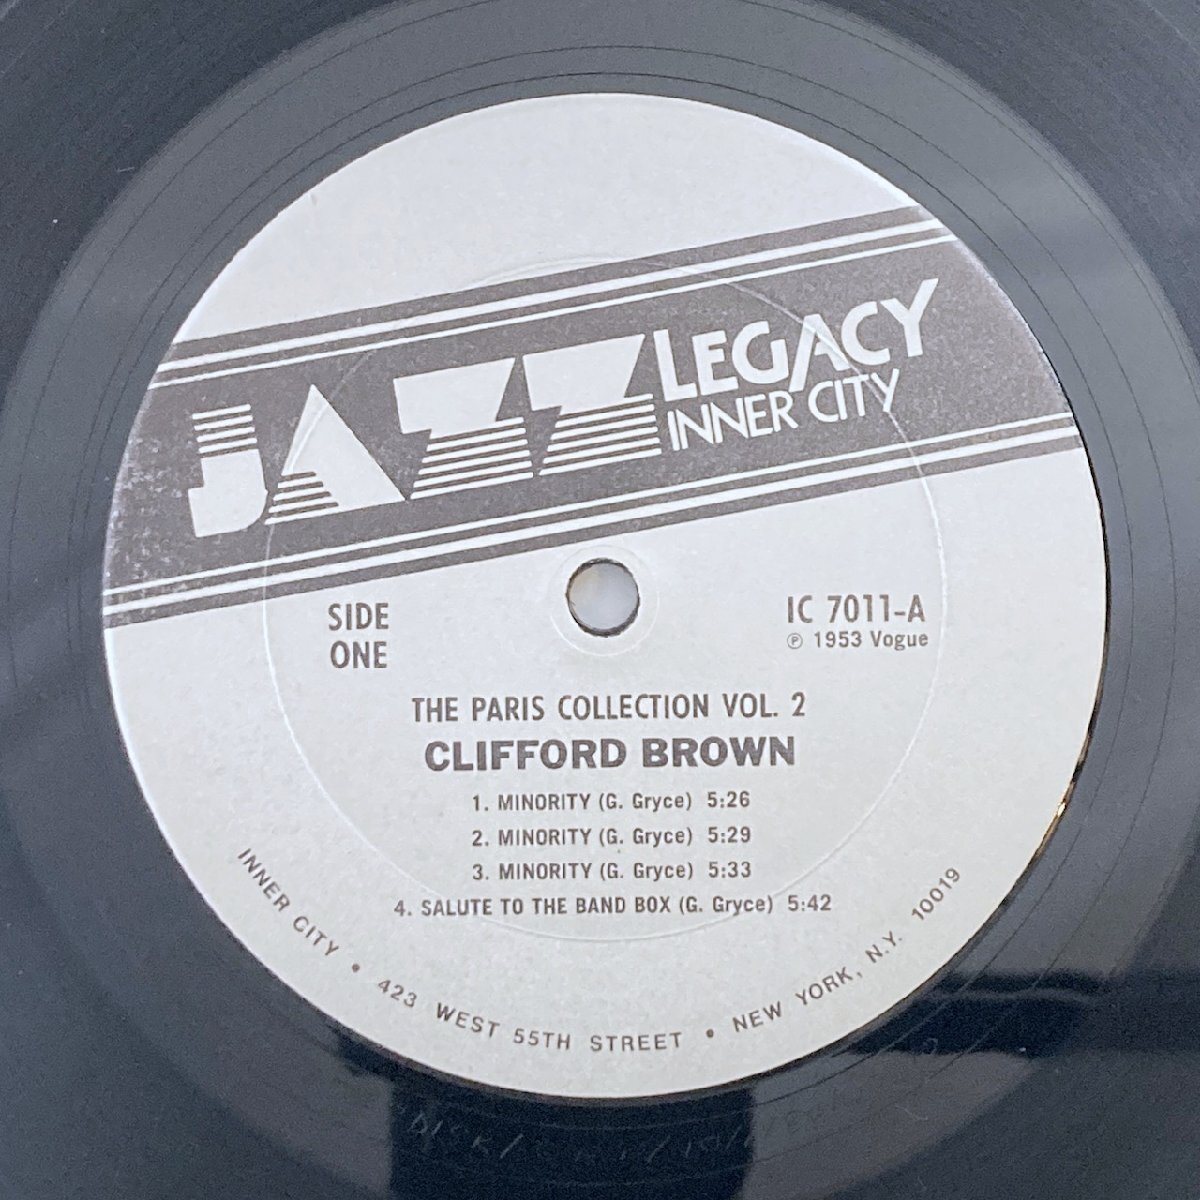 JAZZ LEGACY
INNER CITY
SIDE
ONE
IC 7011-A
℗ 1953 Vogue
THE PARIS COLLECTION VOL. 2
CLIFFORD BROWN
1. MINORITY (G. Gryce) 5:26
2. MINORITY (G. Gryce) 5:29
3. MINORITY (G. Gryce) 5:33
4. SALUTE TO THE BAND BOX (G. Gryce) 5:42
INNER CITY • 423 WEST 55TH STREET • NEW YORK, N.Y. 10019